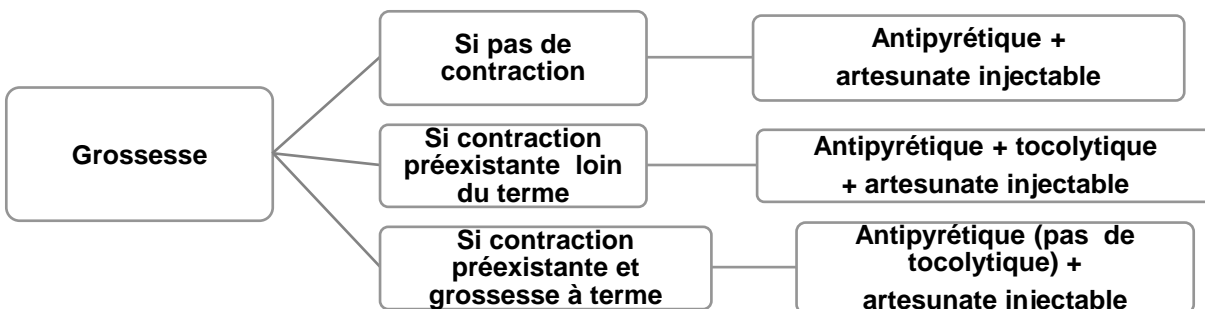 Grossesse
Si pas de
contraction
Antipyrétique +
artesunate injectable
Si contraction
préexistante loin
du terme
Antipyrétique + tocolytique
+ artesunate injectable
Si contraction
préexistante et
grossesse à terme
Antipyrétique (pas de
tocolytique) +
artesunate injectable